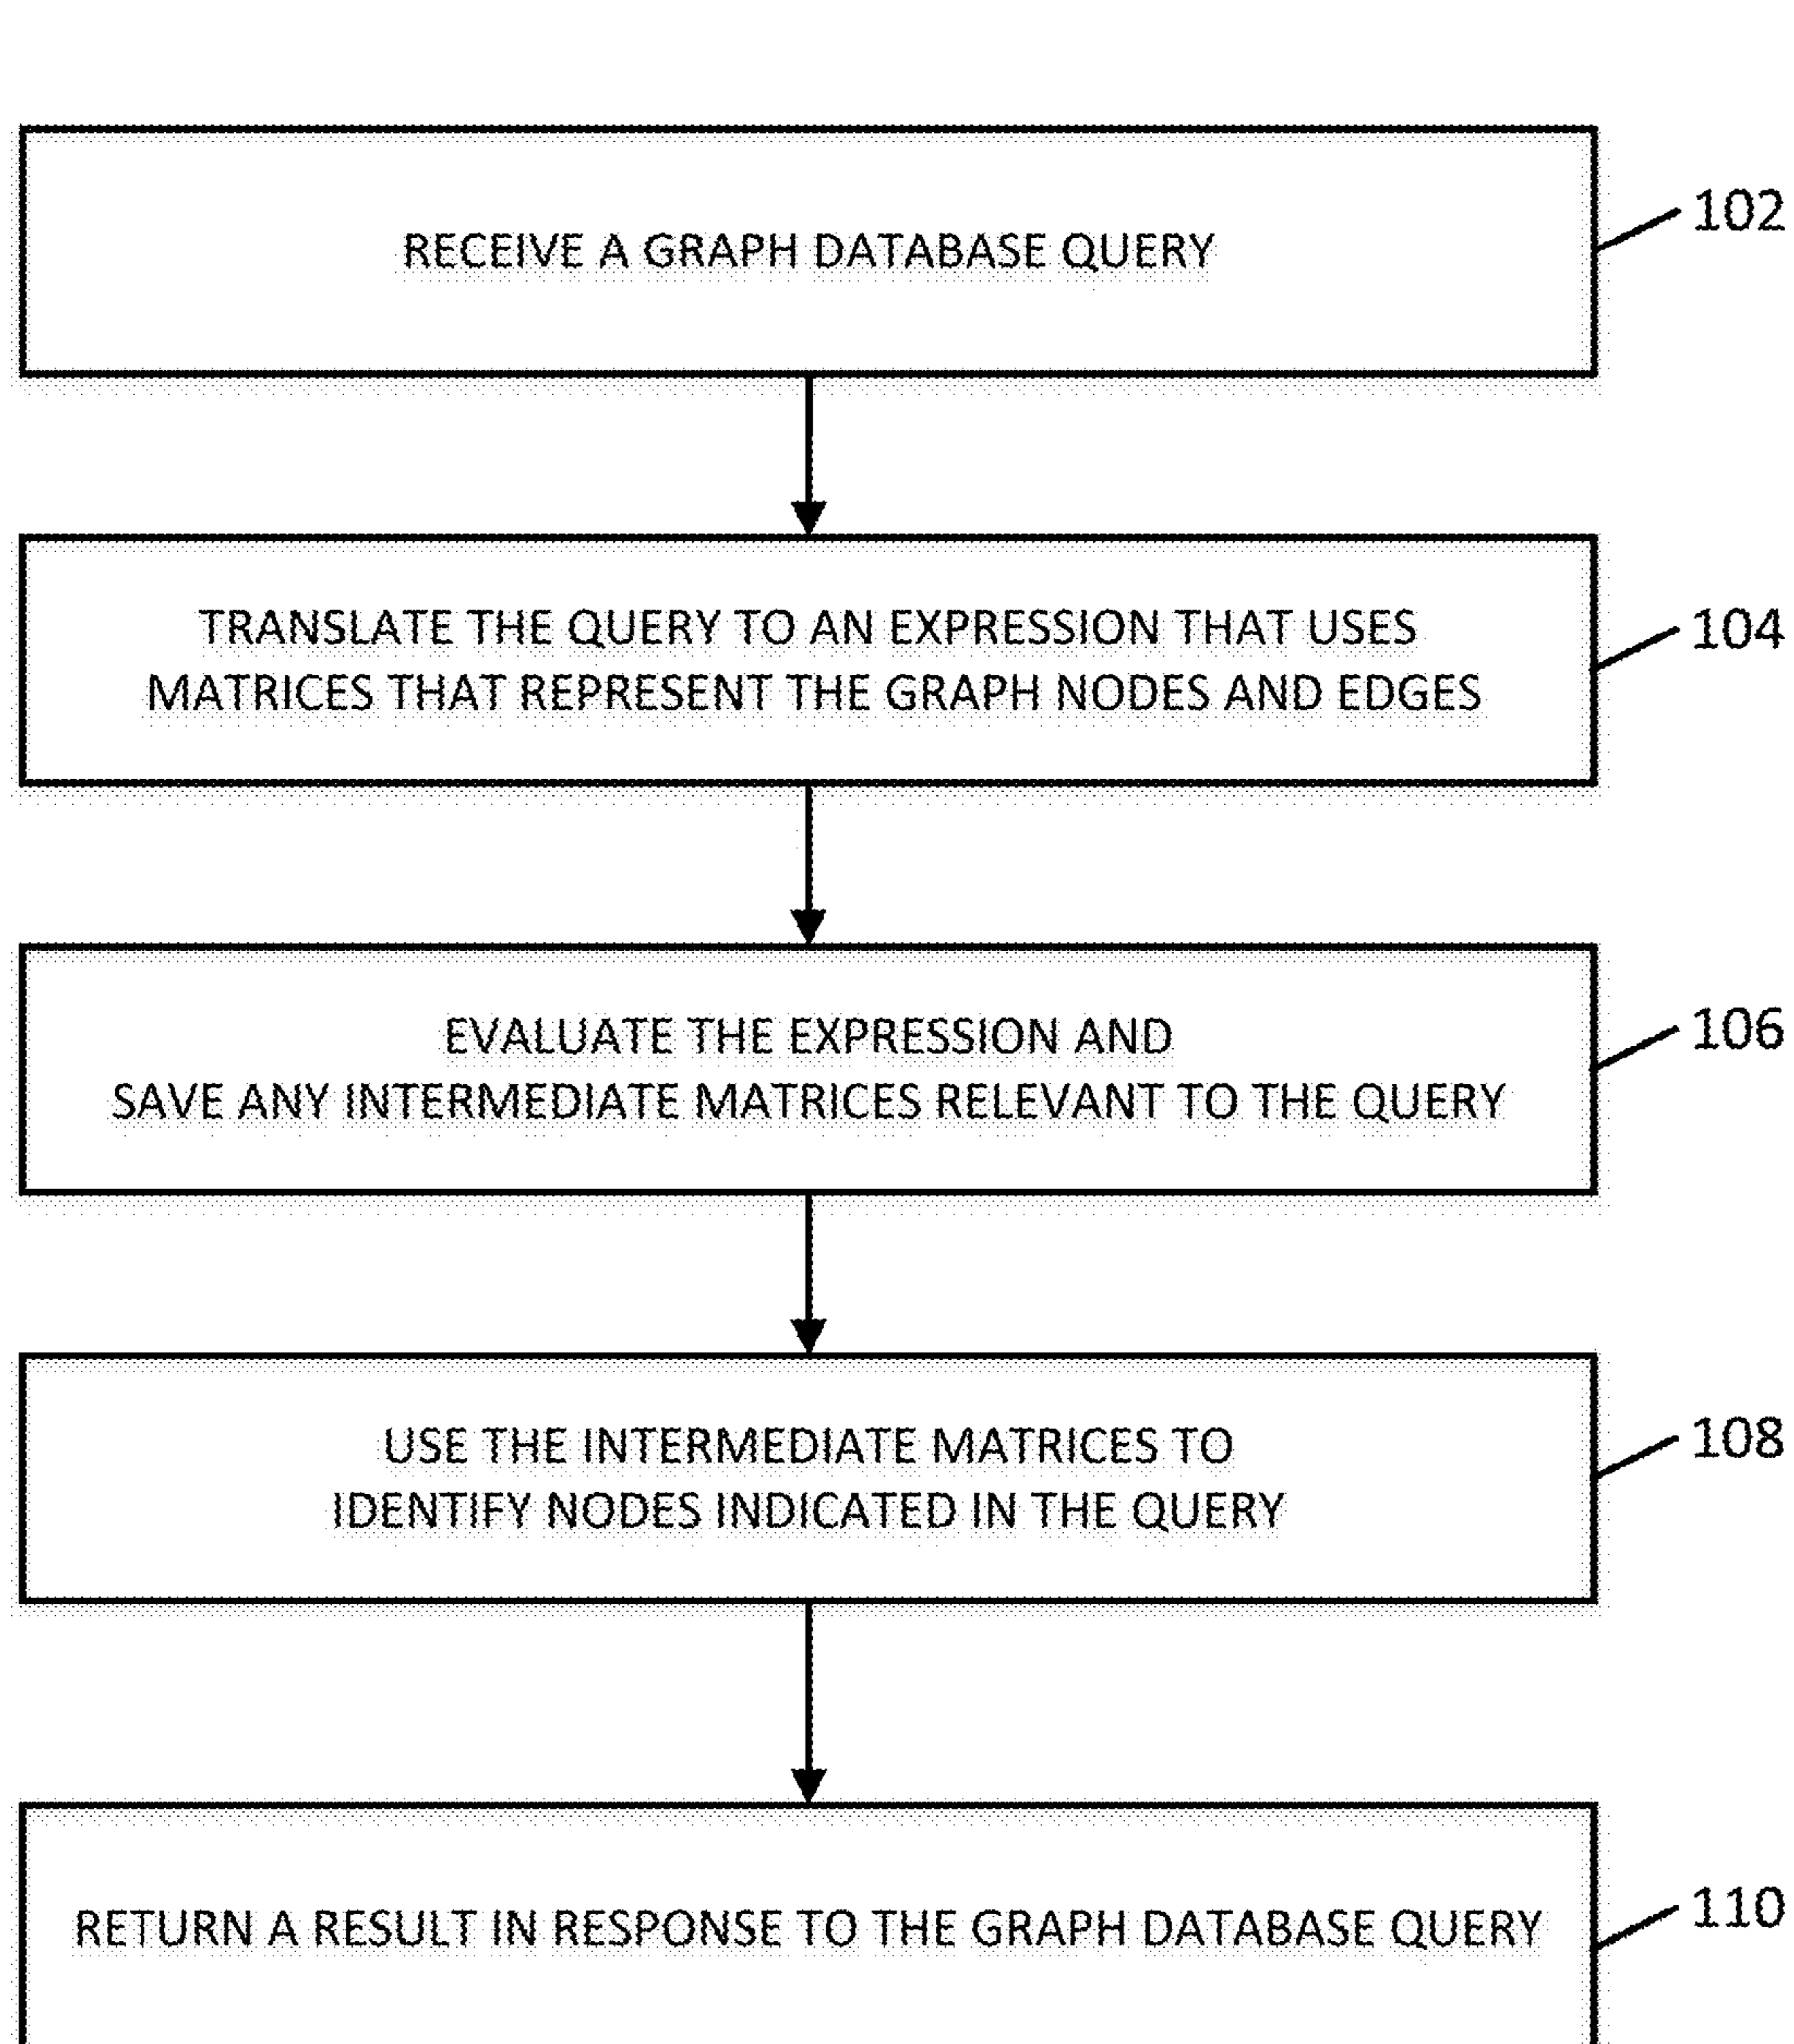 RECEIVE A GRAPH DATABASE QUERY
102
TRANSLATE THE QUERY TO AN EXPRESSION THAT USES
MATRICES THAT REPRESENT THE GRAPH NODES AND EDGES
104
EVALUATE THE EXPRESSION AND
SAVE ANY INTERMEDIATE MATRICES RELEVANT TO THE QUERY
106
USE THE INTERMEDIATE MATRICES TO
IDENTIFY NODES INDICATED IN THE QUERY
108
RETURN A RESULT IN RESPONSE TO THE GRAPH DATABASE QUERY
110